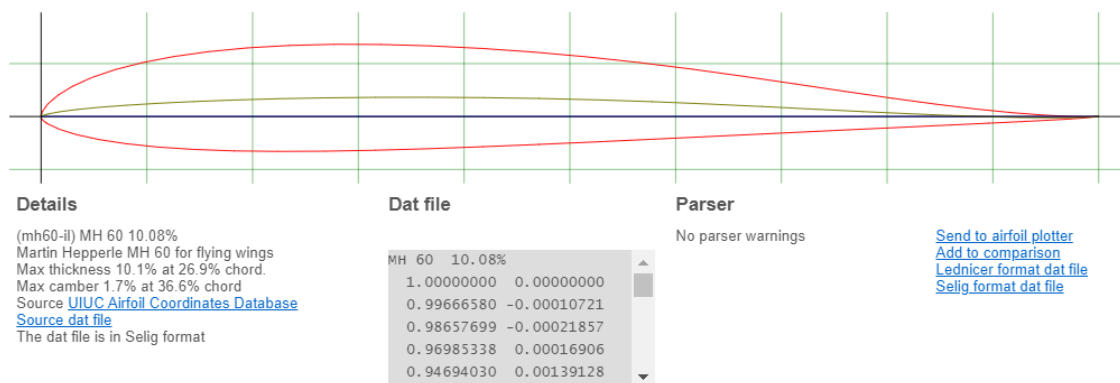 Details
(mh60-il) MH 60 10.08%
Martin Hepperle MH 60 for flying wings
Max thickness 10.1% at 26.9% chord.
Max camber 1.7% at 36.6% chord
Source UIUC Airfoil Coordinates Database
Source dat file
The dat file is in Selig format
Dat file
MH 60  10.08%
1.00000000  0.00000000
0.99666580 -0.00010721
0.98657699 -0.00021857
0.96985338  0.00016906
0.94694030  0.00139128
Parser
No parser warnings
Send to airfoil plotter
Add to comparison
Lednicer format dat file
Selig format dat file